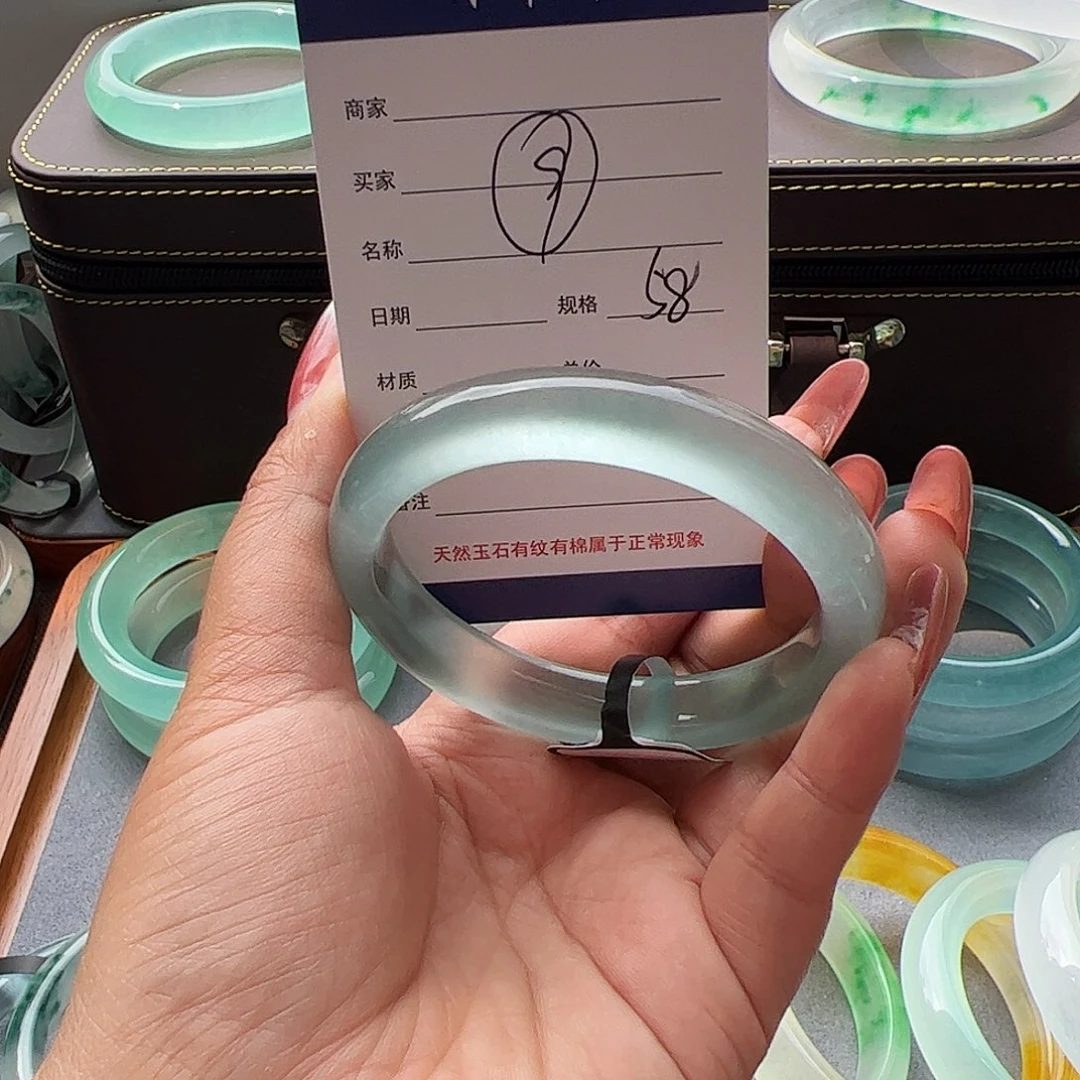 商家
买家
名称
日期 规格 58
材质
天然玉石有纹有棉属于正常现象